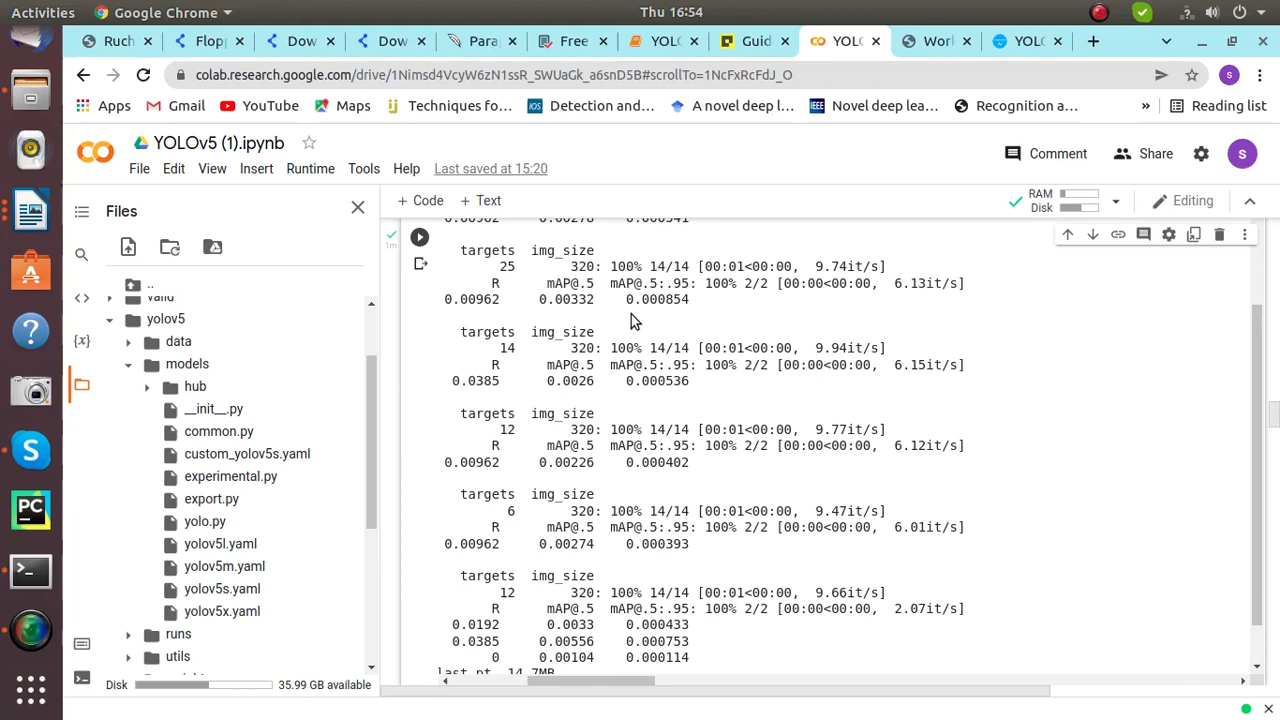 Activities Google Chrome Thu 16:54
Ruch Flopp Dow Dow Para Free YOLO Guid YOLO Work YOLO
colab.research.google.com/drive/1Nimsd4VcyW6zN1ssR_SWUaGk_a6snD5B#scrollTo=1NcFxRcFdJ_O S
Apps Gmail YouTube Maps Techniques fo... Detection and... A novel deep l... Novel deep lea... Recognition a... » Reading list
YOLOv5 (1).ipynb
Comment Share S
File Edit View Insert Runtime Tools Help Last saved at 15:20
Files
+ Code + Text
RAM
Disk
Editing
..
valid
yolov5
data
models
hub
__init__.py
common.py
custom_yolov5s.yaml
experimental.py
export.py
yolo.py
yolov5l.yaml
yolov5m.yaml
yolov5s.yaml
yolov5x.yaml
runs
utils
Disk 35.99 GB available
1m
0.00962 0.00278 0.000541
targets img_size
25 320: 100% 14/14 [00:01<00:00, 9.74it/s]
R mAP@.5 mAP@.5:.95: 100% 2/2 [00:00<00:00, 6.13it/s]
0.00962 0.00332 0.000854
targets img_size
14 320: 100% 14/14 [00:01<00:00, 9.94it/s]
R mAP@.5 mAP@.5:.95: 100% 2/2 [00:00<00:00, 6.15it/s]
0.0385 0.0026 0.000536
targets img_size
12 320: 100% 14/14 [00:01<00:00, 9.77it/s]
R mAP@.5 mAP@.5:.95: 100% 2/2 [00:00<00:00, 6.12it/s]
0.00962 0.00226 0.000402
targets img_size
6 320: 100% 14/14 [00:01<00:00, 9.47it/s]
R mAP@.5 mAP@.5:.95: 100% 2/2 [00:00<00:00, 6.01it/s]
0.00962 0.00274 0.000393
targets img_size
12 320: 100% 14/14 [00:01<00:00, 9.66it/s]
R mAP@.5 mAP@.5:.95: 100% 2/2 [00:00<00:00, 2.07it/s]
0.0192 0.0033 0.000433
0.0385 0.00556 0.000753
0 0.00104 0.000114
last.pt, 14.7MB